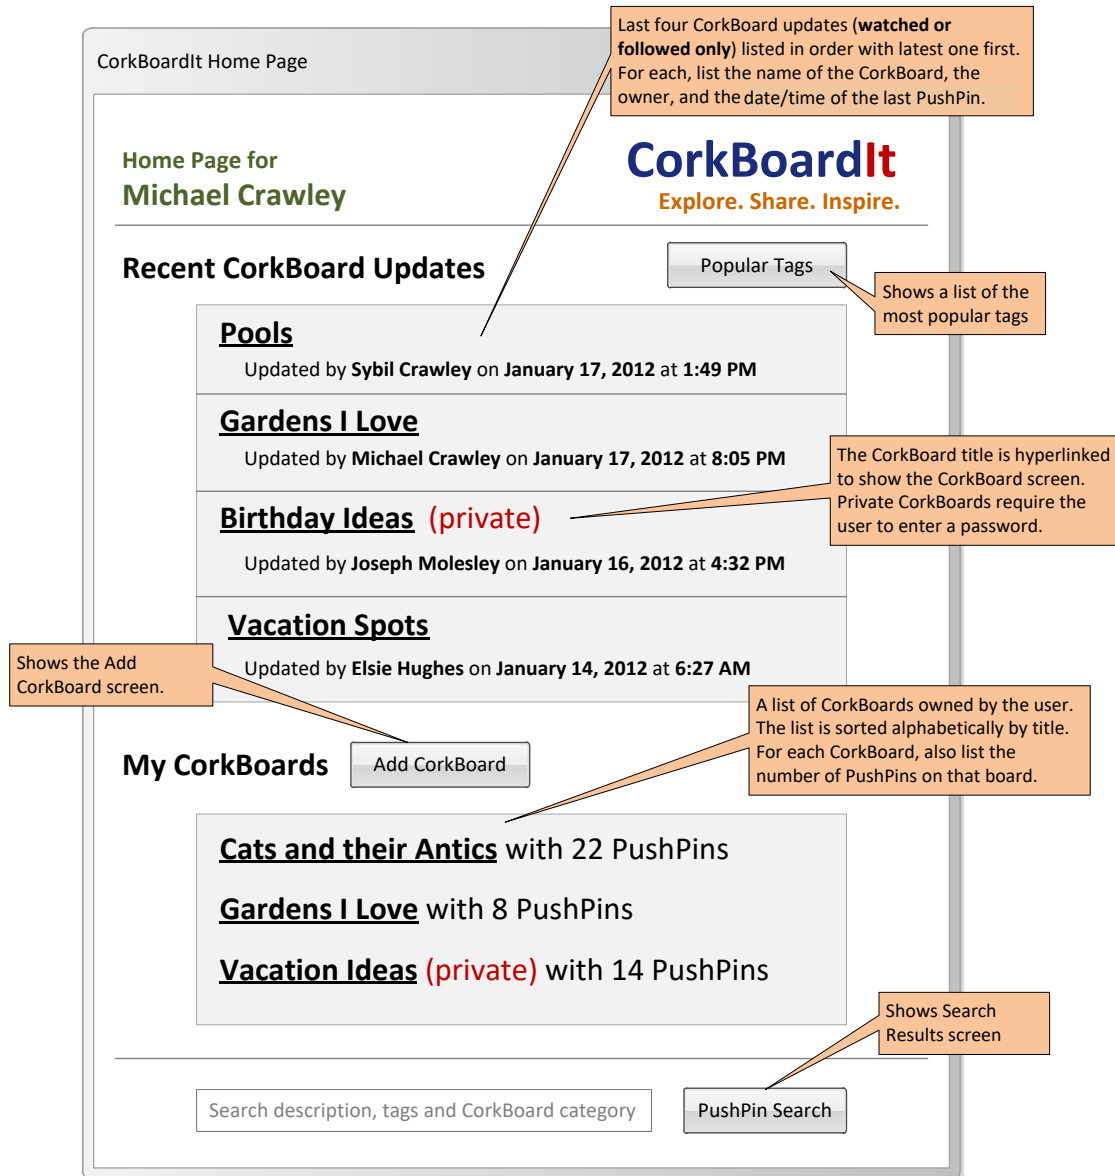 Last four CorkBoard updates (watched or
followed only) listed in order with latest one first.
For each, list the name of the CorkBoard, the
owner, and the date/time of the last PushPin.
CorkBoardIt Home Page
Home Page for
Michael Crawley
CorkBoardIt
Explore. Share. Inspire.
Recent CorkBoard Updates
Popular Tags
Shows a list of the
most popular tags
Pools
Updated by Sybil Crawley on January 17, 2012 at 1:49 PM
Gardens I Love
Updated by Michael Crawley on January 17, 2012 at 8:05 PM
The CorkBoard title is hyperlinked
to show the CorkBoard screen.
Private CorkBoards require the
user to enter a password.
Birthday Ideas (private)
Updated by Joseph Molesley on January 16, 2012 at 4:32 PM
Vacation Spots
Updated by Elsie Hughes on January 14, 2012 at 6:27 AM
Shows the Add
CorkBoard screen.
A list of CorkBoards owned by the user.
The list is sorted alphabetically by title.
For each CorkBoard, also list the
number of PushPins on that board.
My CorkBoards
Add CorkBoard
Cats and their Antics with 22 PushPins
Gardens I Love with 8 PushPins
Vacation Ideas (private) with 14 PushPins
Shows Search
Results screen
Search description, tags and CorkBoard category
PushPin Search